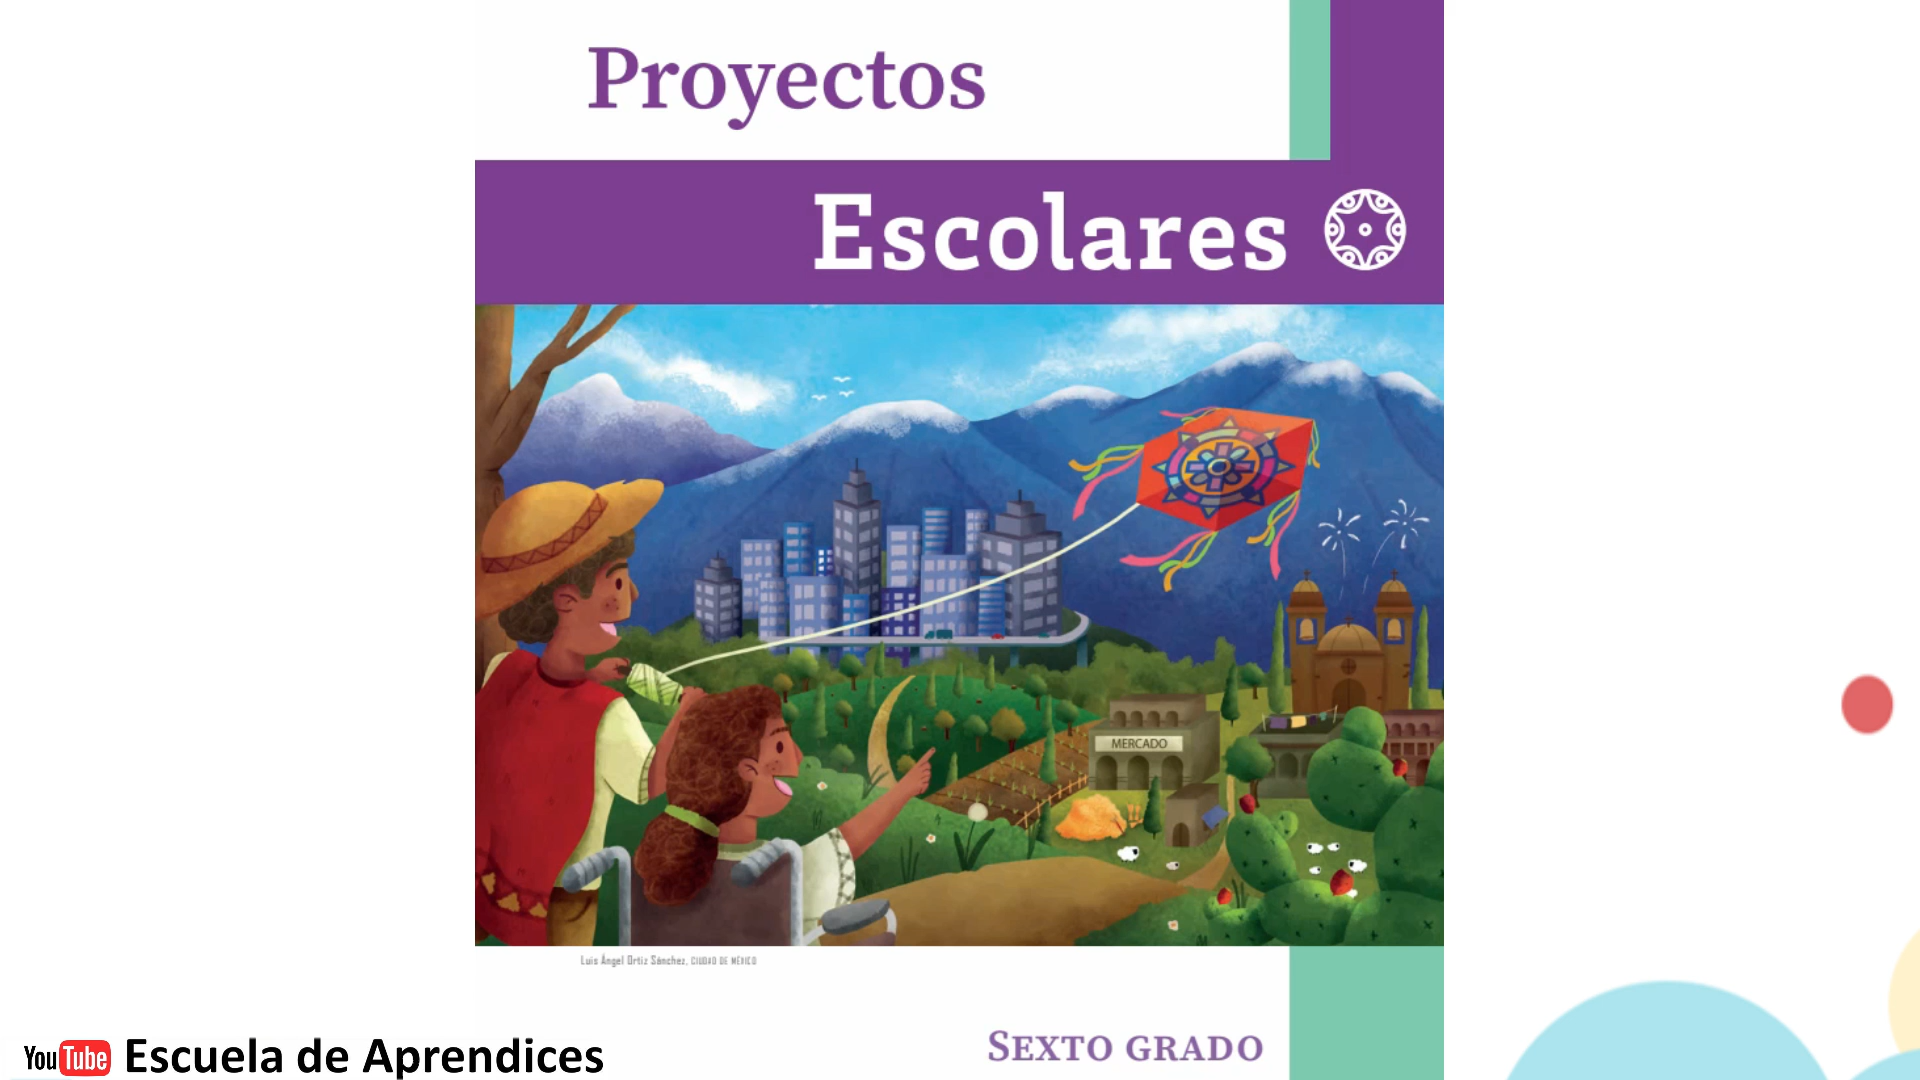 Proyectos
Escolares
MERCADO
Luis Ángel Ortiz Sánchez, CIUDAD DE MÉXICO
SEXTO GRADO
YouTube Escuela de Aprendices